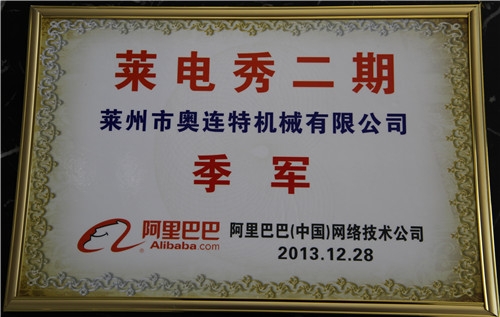 莱电秀二期
莱州市奥连特机械有限公司
季军
阿里巴巴
Alibaba.com
阿里巴巴(中国)网络技术公司
2013.12.28